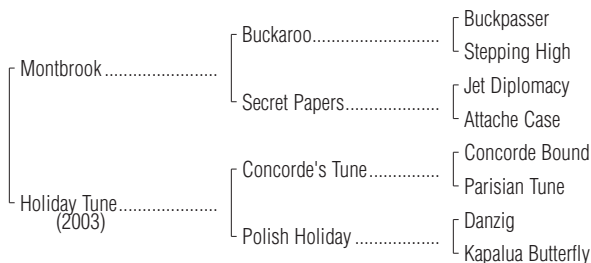 Buckpasser
Buckaroo..............................
Stepping High
Montbrook ..........................
Jet Diplomacy
Secret Papers......................
Attache Case
Concorde Bound
Concorde's Tune................
Parisian Tune
Holiday Tune......................
(2003)
Danzig
Polish Holiday ....................
Kapalua Butterfly